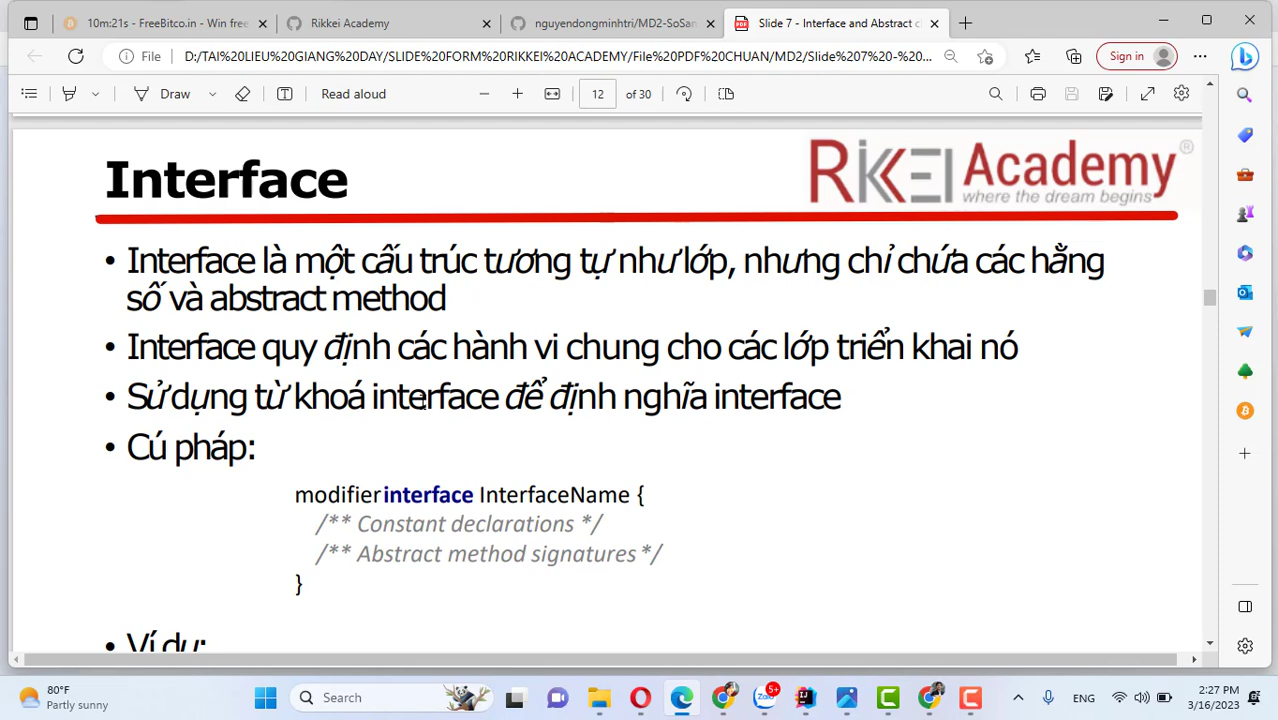 10m:21s - FreeBitco.in - Win free
Rikkei Academy
nguyendongminhtri/MD2-SoSan
Slide 7 - Interface and Abstract c
File
D:/TAI%20LIEU%20GIANG%20DAY/SLIDE%20FORM%20RIKKEI%20ACADEMY/File%20PDF%20CHUAN/MD2/Slide%207%20-%20...
Sign in
Draw
Read aloud
12
of 30
Interface
RIKKEI Academy
where the dream begins
• Interface là một cấu trúc tương tự như lớp, nhưng chỉ chứa các hằng
số và abstract method
• Interface quy định các hành vi chung cho các lớp triển khai nó
• Sử dụng từ khoá interface để định nghĩa interface
• Cú pháp:
modifier interface InterfaceName {
/** Constant declarations */
/** Abstract method signatures */
}
• Ví dụ:
80°F
Partly sunny
Search
5+
ENG
2:27 PM
3/16/2023